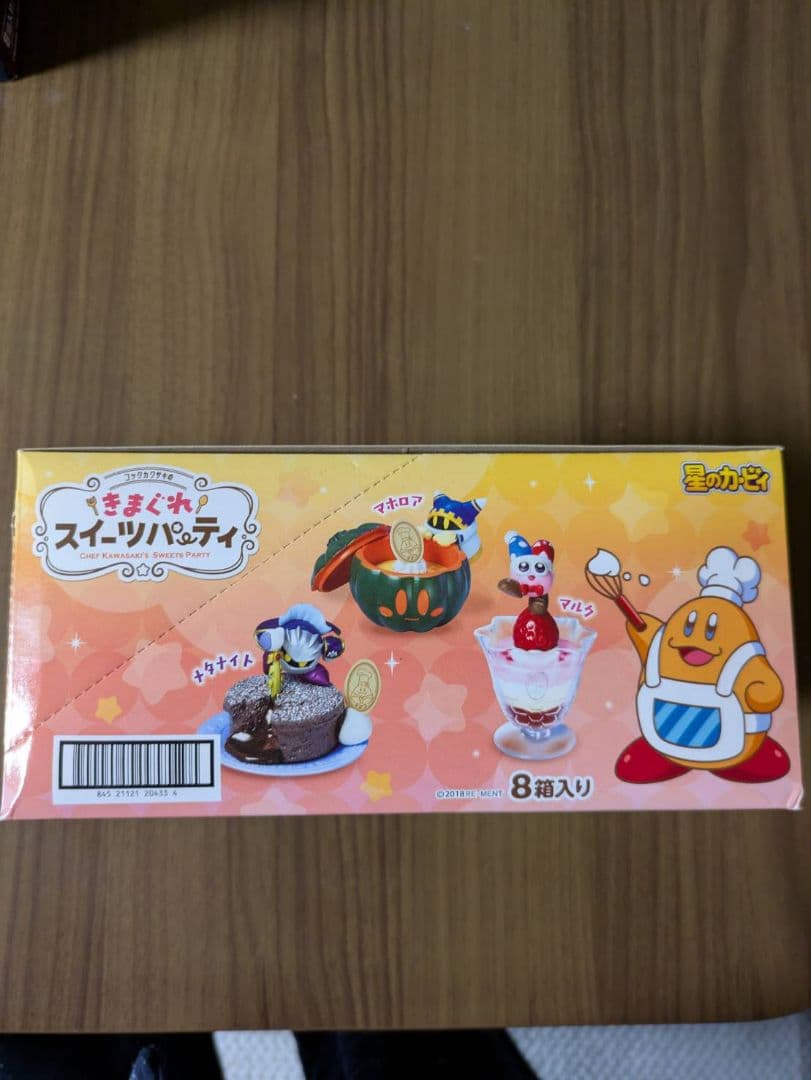 コックカワサキの
きまぐれ
スイーツパーティ
CHEF KAWASAKI'S SWEETS PARTY
星のカービィ
マホロア
マルク
メタナイト
845 21121 20433 4
©2018 RE-MENT
8箱入り